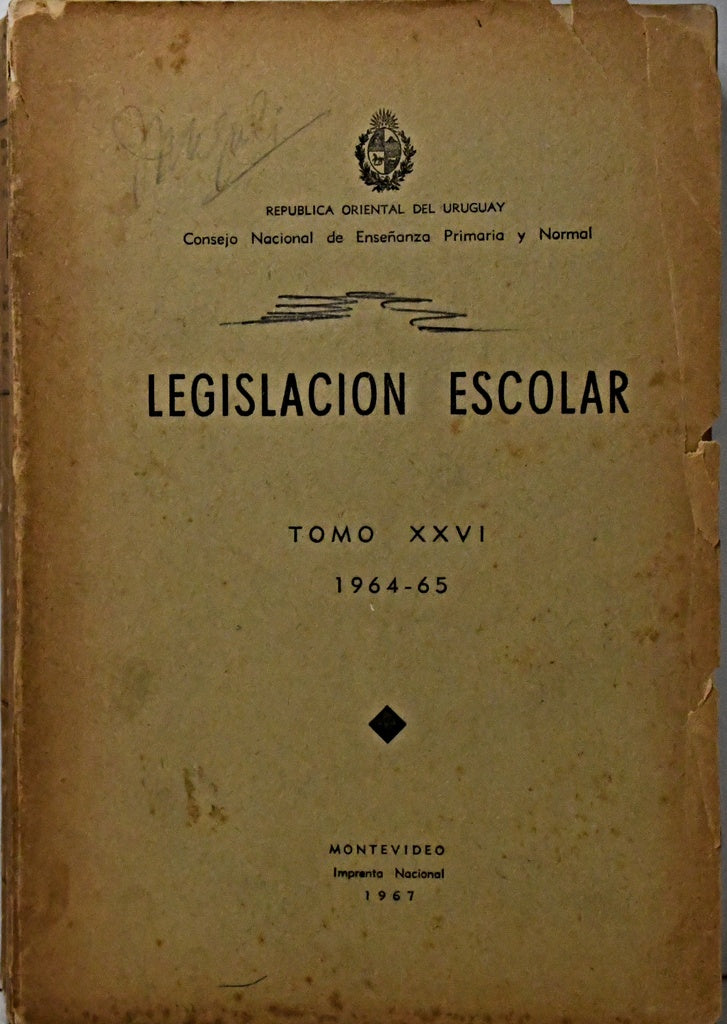 REPUBLICA ORIENTAL DEL URUGUAY
Consejo Nacional de Enseñanza Primaria y Normal
LEGISLACION ESCOLAR
TOMO XXVI
1964-65
MONTEVIDEO
Imprenta Nacional
1967